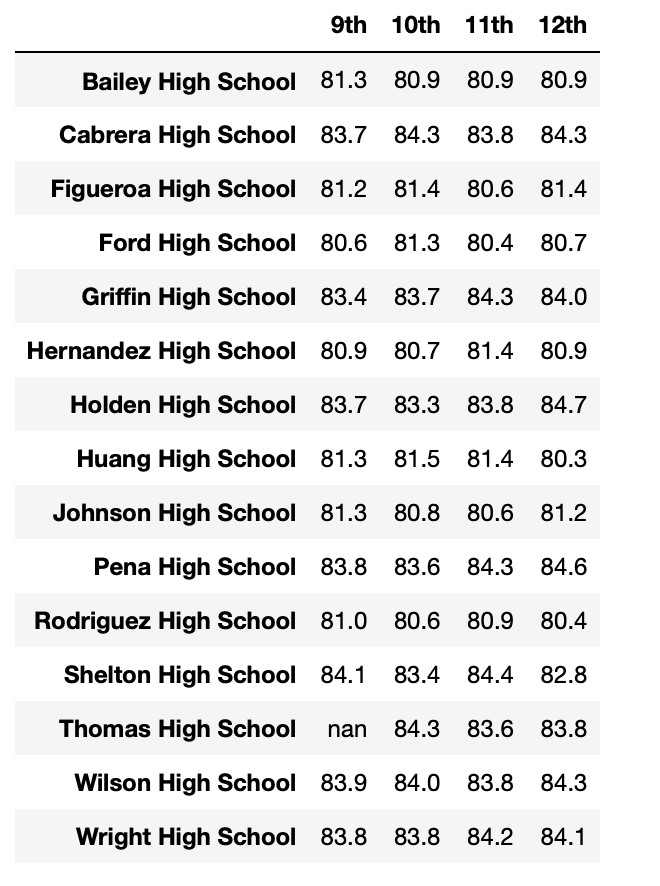 9th 10th 11th 12th
Bailey High School 81.3 80.9 80.9 80.9
Cabrera High School 83.7 84.3 83.8 84.3
Figueroa High School 81.2 81.4 80.6 81.4
Ford High School 80.6 81.3 80.4 80.7
Griffin High School 83.4 83.7 84.3 84.0
Hernandez High School 80.9 80.7 81.4 80.9
Holden High School 83.7 83.3 83.8 84.7
Huang High School 81.3 81.5 81.4 80.3
Johnson High School 81.3 80.8 80.6 81.2
Pena High School 83.8 83.6 84.3 84.6
Rodriguez High School 81.0 80.6 80.9 80.4
Shelton High School 84.1 83.4 84.4 82.8
Thomas High School nan 84.3 83.6 83.8
Wilson High School 83.9 84.0 83.8 84.3
Wright High School 83.8 83.8 84.2 84.1